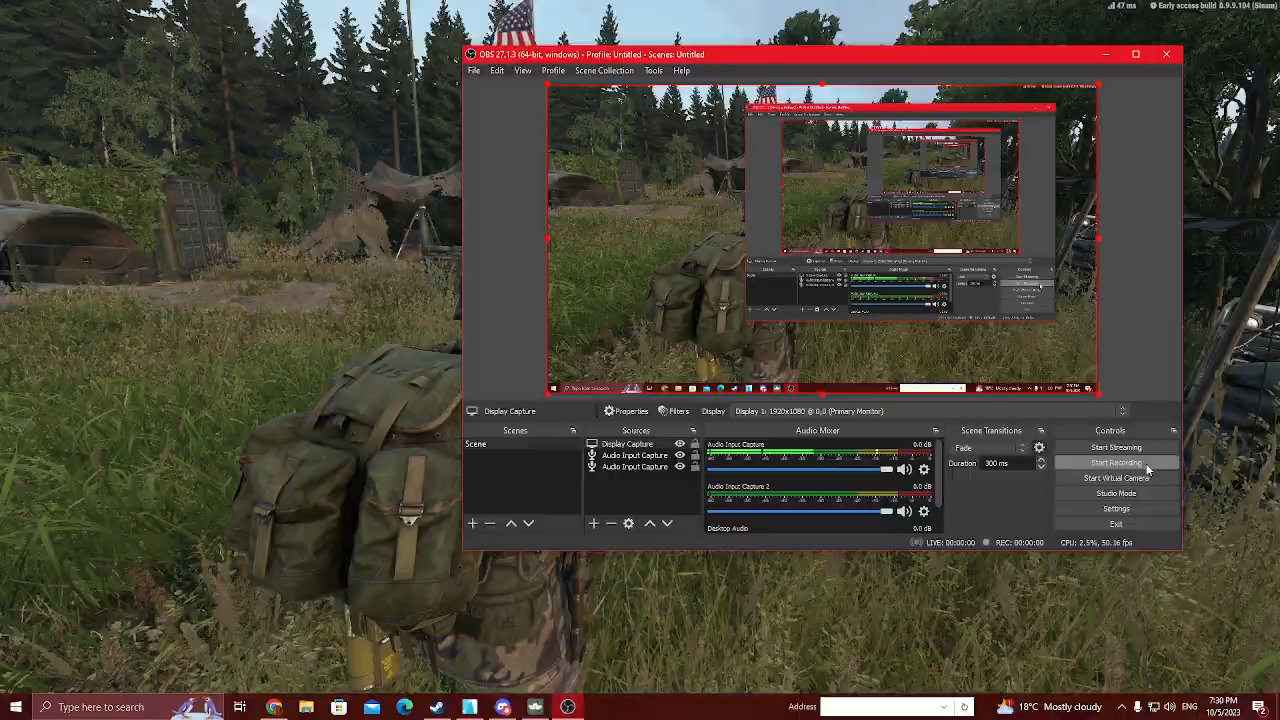 47 ms Early access build 0.9.9.104 (Steam)
OBS 27.1.3 (64-bit, windows) - Profile: Untitled - Scenes: Untitled
File Edit View Profile Scene Collection Tools Help
Display Capture Properties Filters Display Display 1: 1920x1080 @ 0,0 (Primary Monitor)
Scenes Sources Audio Mixer Scene Transitions Controls
Scene
Display Capture
Audio Input Capture
Audio Input Capture
Audio Input Capture 0.0 dB
Audio Input Capture 2 0.0 dB
Desktop Audio 0.0 dB
Fade
Duration 300 ms
Start Streaming
Start Recording
Start Virtual Camera
Studio Mode
Settings
Exit
LIVE: 00:00:00 REC: 00:00:00 CPU: 2.5%, 50.16 fps
US
US
Type here to search Address 18°C Mostly cloudy ENG 7:30 PM
10/5/2023
2